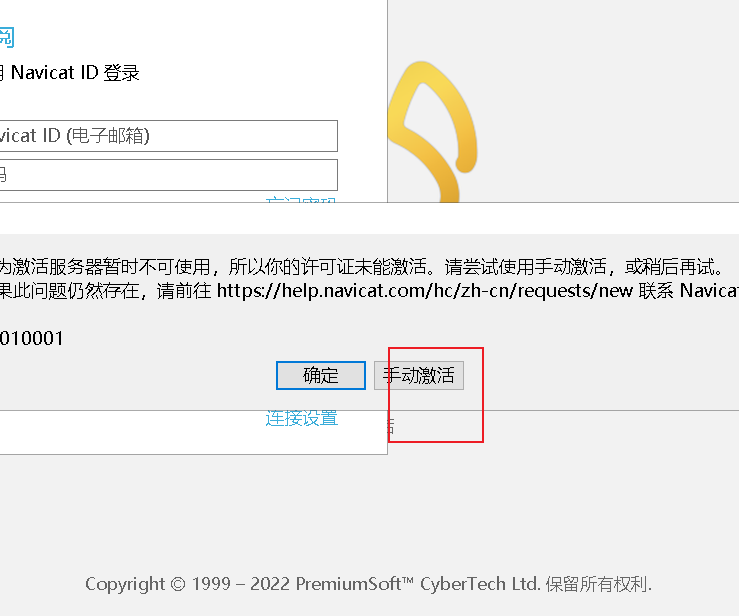 阅
用 Navicat ID 登录
vicat ID (电子邮箱)
码
忘记密码
为激活服务器暂时不可使用，所以你的许可证未能激活。请尝试使用手动激活，或稍后再试。
果此问题仍然存在，请前往 https://help.navicat.com/hc/zh-cn/requests/new 联系 Navicat
010001
确定
手动激活
连接设置
Copyright © 1999 – 2022 PremiumSoft™ CyberTech Ltd. 保留所有权利.